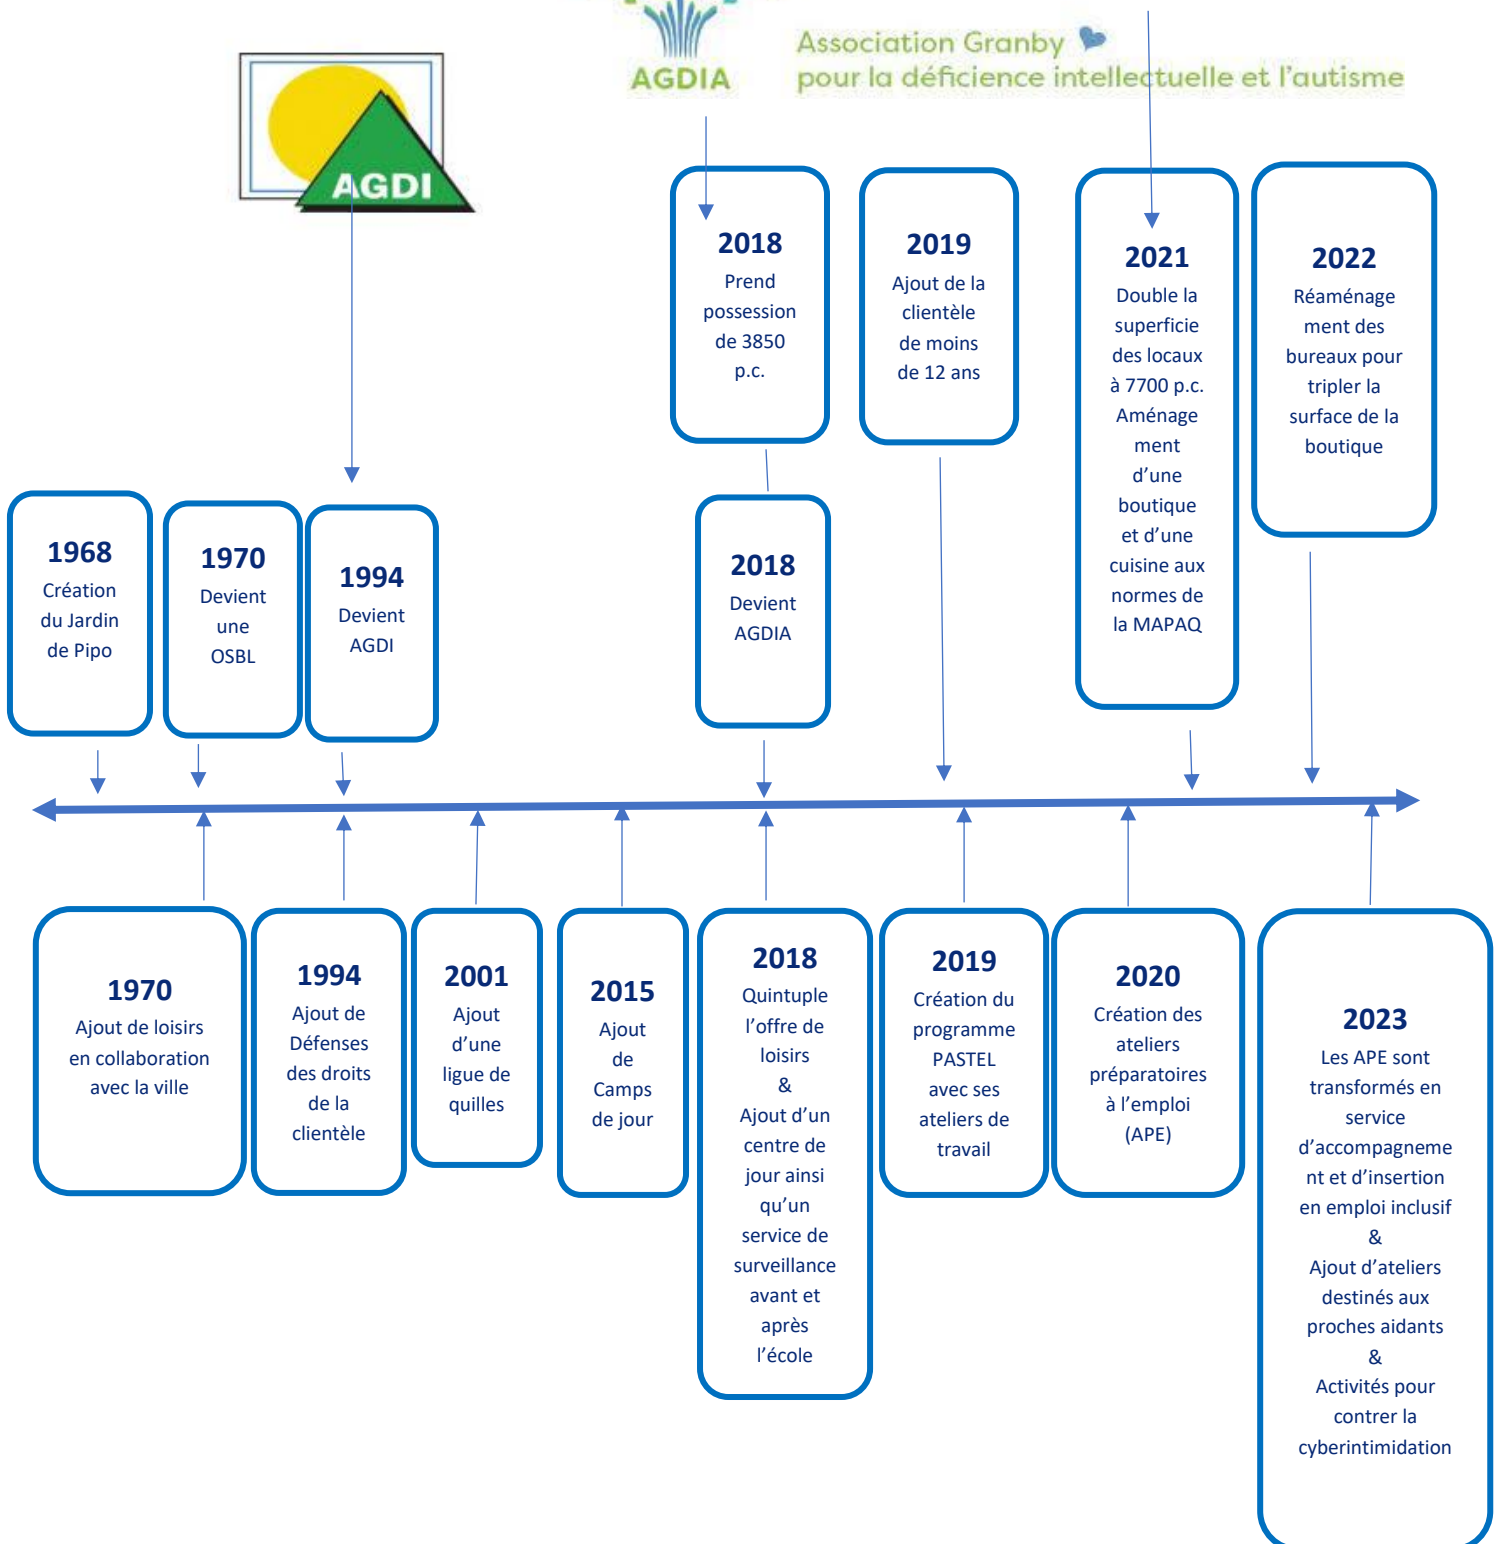 AGDIA
Association Granby
pour la déficience intellectuelle et l'autisme
AGDI
2018
Prend
possession
de 3850
p.c.
2019
Ajout de la
clientèle
de moins
de 12 ans
2021
Double la
superficie
des locaux
à 7700 p.c.
Aménage
ment
d’une
boutique
et d’une
cuisine aux
normes de
la MAPAQ
2022
Réaménage
ment des
bureaux pour
tripler la
surface de la
boutique
1968
Création
du Jardin
de Pipo
1970
Devient
une
OSBL
1994
Devient
AGDI
2018
Devient
AGDIA
1970
Ajout de loisirs
en collaboration
avec la ville
1994
Ajout de
Défenses
des droits
de la
clientèle
2001
Ajout
d’une
ligue de
quilles
2015
Ajout
de
Camps
de jour
2018
Quintuple
l’offre de
loisirs
&
Ajout d’un
centre de
jour ainsi
qu’un
service de
surveillance
avant et
après
l’école
2019
Création du
programme
PASTEL
avec ses
ateliers de
travail
2020
Création des
ateliers
préparatoires
à l’emploi
(APE)
2023
Les APE sont
transformés en
service
d’accompagneme
nt et d’insertion
en emploi inclusif
&
Ajout d’ateliers
destinés aux
proches aidants
&
Activités pour
contrer la
cyberintimidation